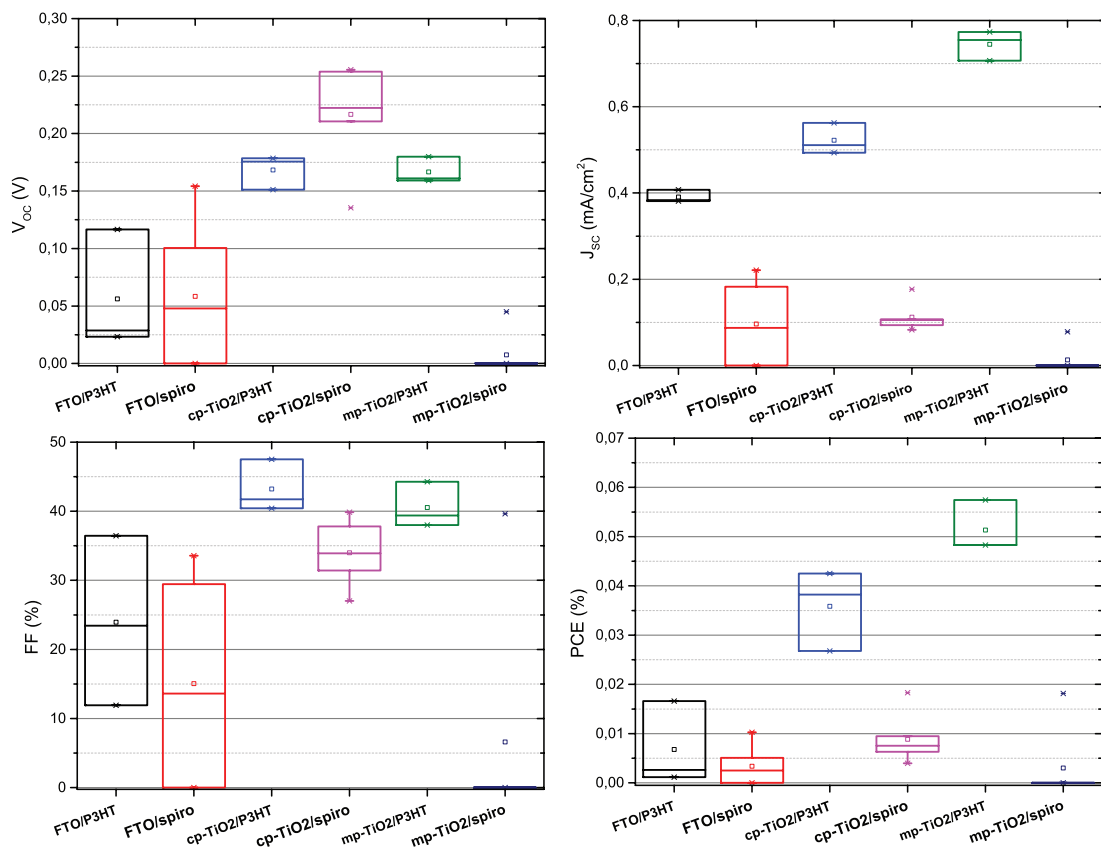 V_OC (V)
0,30
0,25
0,20
0,15
0,10
0,05
0,00
FTO/P3HT
FTO/spiro
cp-TiO2/P3HT
cp-TiO2/spiro
mp-TiO2/P3HT
mp-TiO2/spiro
J_SC (mA/cm²)
0,8
0,6
0,4
0,2
0,0
FTO/P3HT
FTO/spiro
cp-TiO2/P3HT
cp-TiO2/spiro
mp-TiO2/P3HT
mp-TiO2/spiro
FF (%)
50
40
30
20
10
0
FTO/P3HT
FTO/spiro
cp-TiO2/P3HT
cp-TiO2/spiro
mp-TiO2/P3HT
mp-TiO2/spiro
PCE (%)
0,07
0,06
0,05
0,04
0,03
0,02
0,01
0,00
FTO/P3HT
FTO/spiro
cp-TiO2/P3HT
cp-TiO2/spiro
mp-TiO2/P3HT
mp-TiO2/spiro